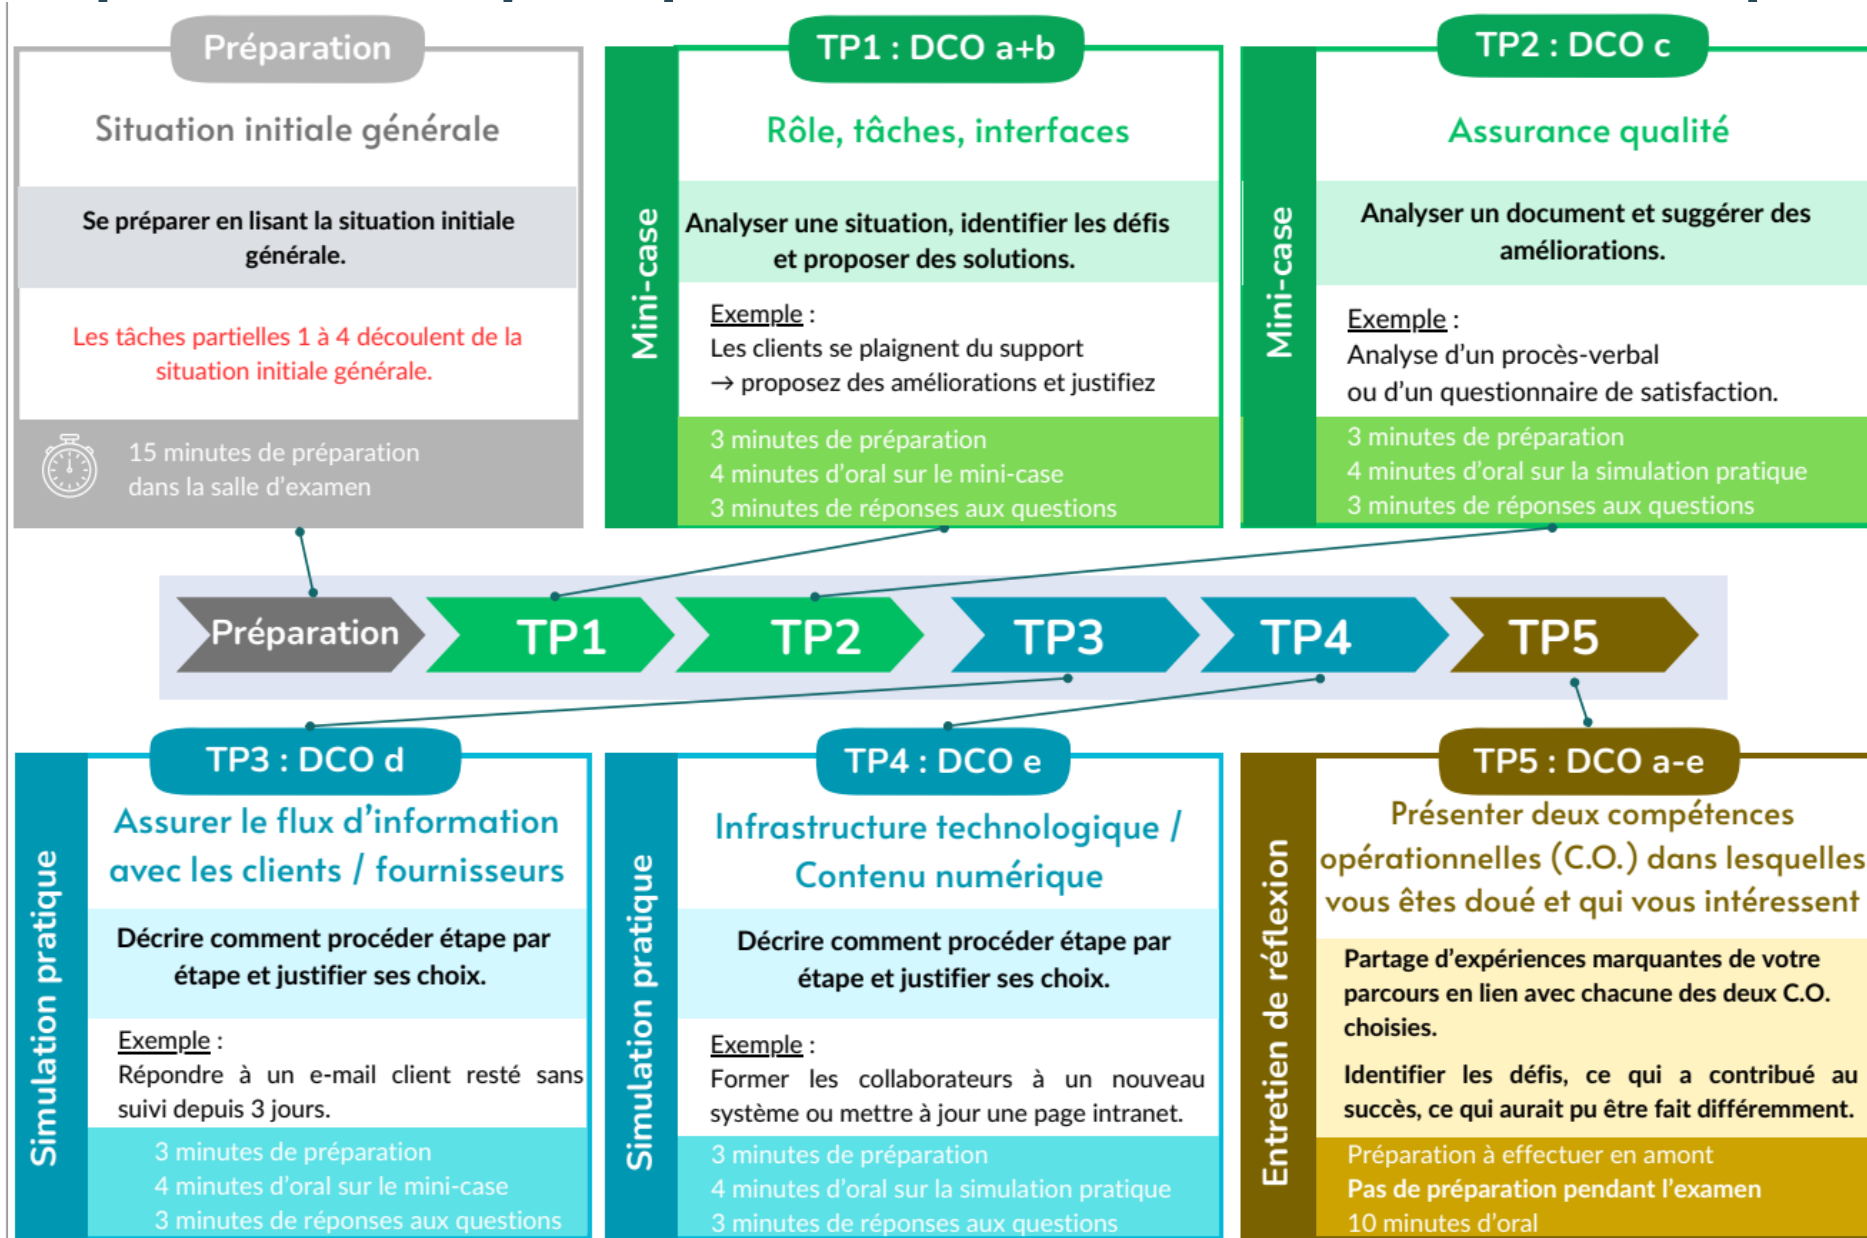 Préparation
Situation initiale générale
Se préparer en lisant la situation initiale
générale.
Les tâches partielles 1 à 4 découlent de la
situation initiale générale.
15 minutes de préparation
dans la salle d'examen
TP1 : DCO a+b
Mini-case
Rôle, tâches, interfaces
Analyser une situation, identifier les défis
et proposer des solutions.
Exemple :
Les clients se plaignent du support
→ proposez des améliorations et justifiez
3 minutes de préparation
4 minutes d'oral sur le mini-case
3 minutes de réponses aux questions
TP2 : DCO c
Mini-case
Assurance qualité
Analyser un document et suggérer des
améliorations.
Exemple :
Analyse d'un procès-verbal
ou d'un questionnaire de satisfaction.
3 minutes de préparation
4 minutes d'oral sur la simulation pratique
3 minutes de réponses aux questions
Préparation
TP1
TP2
TP3
TP4
TP5
TP3 : DCO d
Simulation pratique
Assurer le flux d'information
avec les clients / fournisseurs
Décrire comment procéder étape par
étape et justifier ses choix.
Exemple :
Répondre à un e-mail client resté sans
suivi depuis 3 jours.
3 minutes de préparation
4 minutes d'oral sur le mini-case
3 minutes de réponses aux questions
TP4 : DCO e
Simulation pratique
Infrastructure technologique /
Contenu numérique
Décrire comment procéder étape par
étape et justifier ses choix.
Exemple :
Former les collaborateurs à un nouveau
système ou mettre à jour une page intranet.
3 minutes de préparation
4 minutes d'oral sur la simulation pratique
3 minutes de réponses aux questions
TP5 : DCO a-e
Entretien de réflexion
Présenter deux compétences
opérationnelles (C.O.) dans lesquelles
vous êtes doué et qui vous intéressent
Partage d'expériences marquantes de votre
parcours en lien avec chacune des deux C.O.
choisies.
Identifier les défis, ce qui a contribué au
succès, ce qui aurait pu être fait différemment.
Préparation à effectuer en amont
Pas de préparation pendant l'examen
10 minutes d'oral